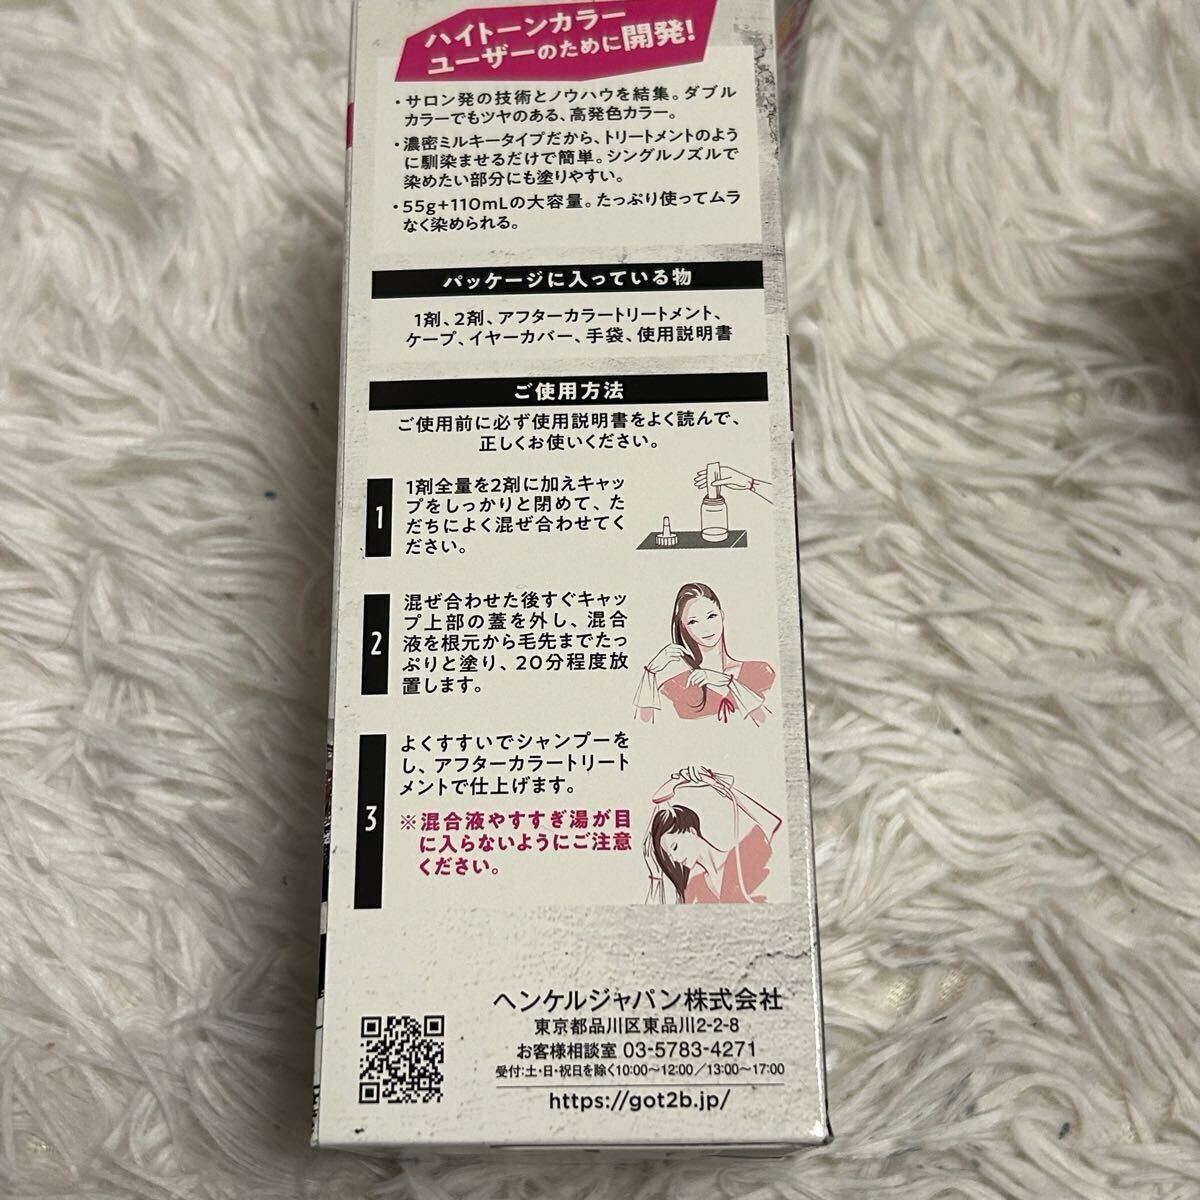 ハイトーンカラー
ユーザーのために開発!
・サロン発の技術とノウハウを結集。ダブル
カラーでもツヤのある、高発色カラー。
・濃密ミルキータイプだから、トリートメントのよう
に馴染ませるだけで簡単。シングルノズルで
染めたい部分にも塗りやすい。
・55g+110mLの大容量。たっぷり使ってムラ
なく染められる。
パッケージに入っている物
1剤、2剤、アフターカラートリートメント、
ケープ、イヤーカバー、手袋、使用説明書
ご使用方法
ご使用前に必ず使用説明書をよく読んで、
正しくお使いください。
1
1剤全量を2剤に加えキャッ
プをしっかりと閉めて、た
だちによく混ぜ合わせてく
ださい。
2
混ぜ合わせた後すぐキャッ
プ上部の蓋を外し、混合
液を根元から毛先までたっ
ぷりと塗り、20分程度放
置します。
3
よくすすいでシャンプーを
し、アフターカラートリート
メントで仕上げます。
※混合液やすすぎ湯が目
に入らないようにご注意
ください。
ヘンケルジャパン株式会社
東京都品川区東品川2-2-8
お客様相談室 03-5783-4271
受付:土・日・祝日を除く10:00〜12:00/13:00〜17:00
https://got2b.jp/